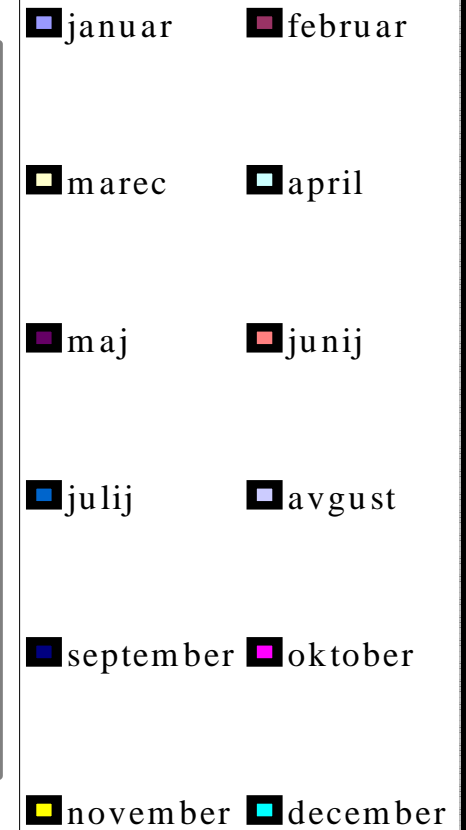 januar februar
marec april
maj junij
julij avgust
september oktober
november december